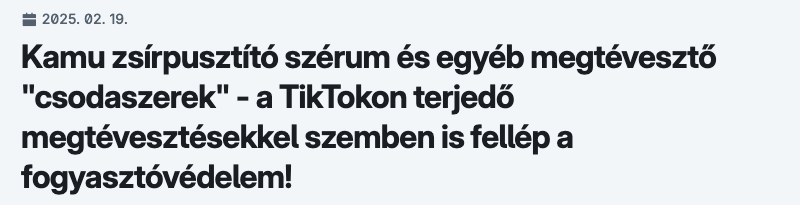 2025. 02. 19.
Kamu zsírpusztító szérum és egyéb megtévesztő
"csodaszerek" - a TikTokon terjedő
megtévesztésekkel szemben is fellép a
fogyasztóvédelem!